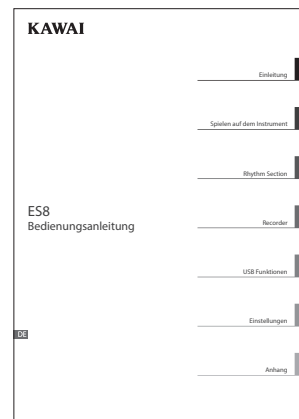 KAWAI
Einleitung
Spielen auf dem Instrument
Rhythm Section
ES8
Bedienungsanleitung
Recorder
USB Funktionen
Einstellungen
DE
Anhang